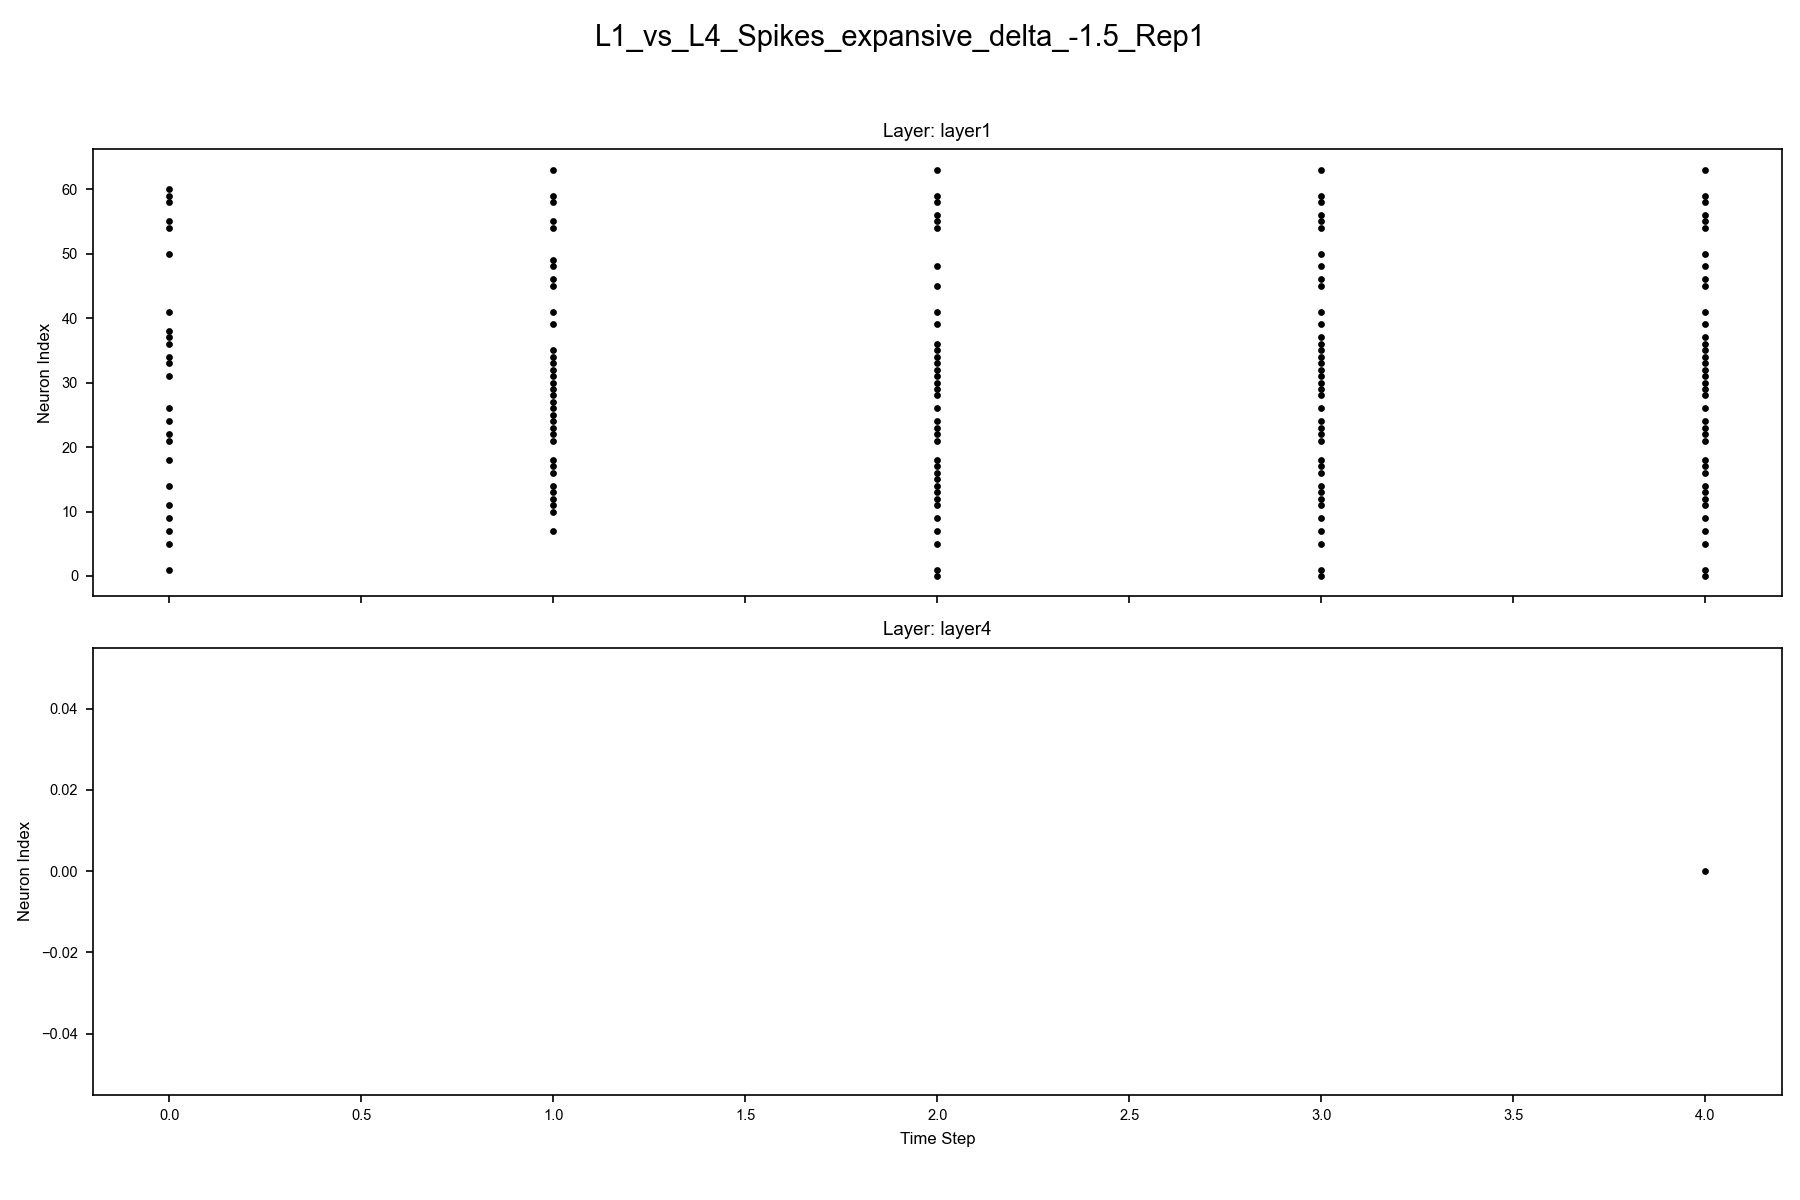 L1_vs_L4_Spikes_expansive_delta_-1.5_Rep1
Layer: layer1
Neuron Index
60
50
40
30
20
10
0
Layer: layer4
Neuron Index
0.04
0.02
0.00
−0.02
−0.04
0.0 0.5 1.0 1.5 2.0 2.5 3.0 3.5 4.0
Time Step